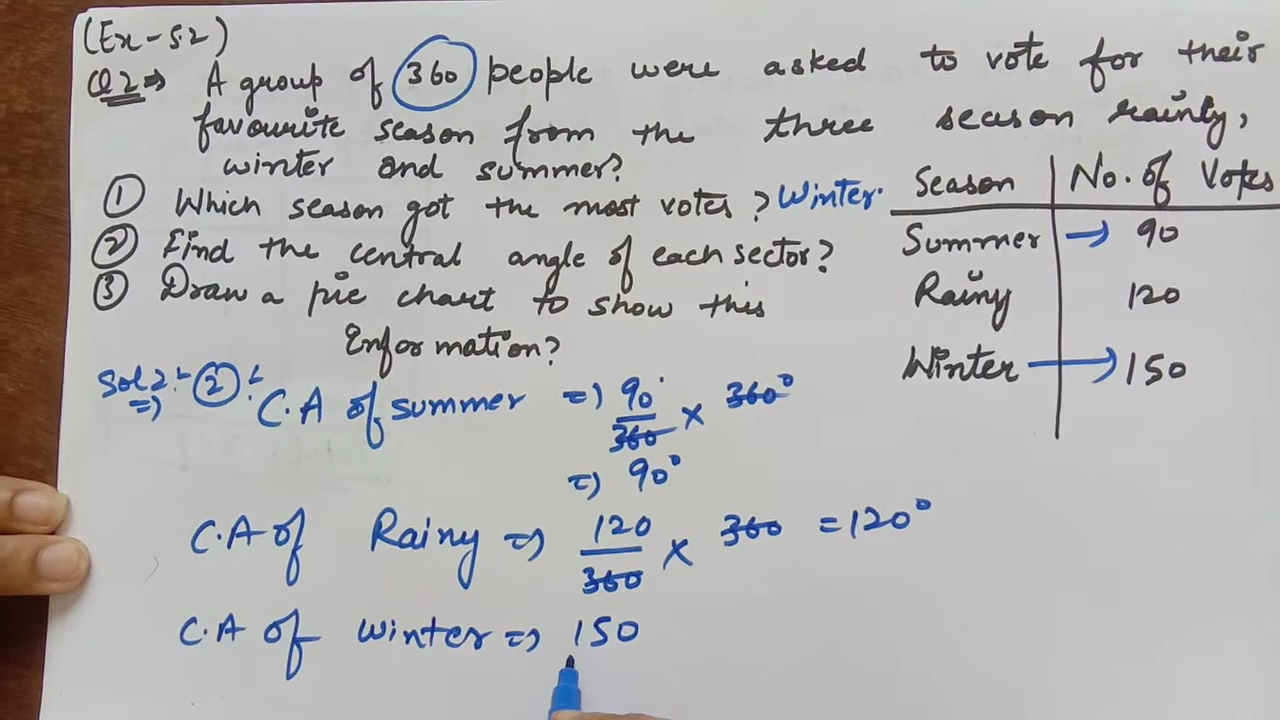 (Ex-5.2)
Q2⇒ A group of 360 people were asked to vote for their
favourite season from the three season rainly,
winter and summer?
① Which season got the most votes? Winter.
② Find the central angle of each sector?
③ Draw a pie chart to show this
Information?
Season No. of Votes
Summer → 90
Rainy 120
Winter → 150
Sol2:- ② :-
⇒
C.A of summer ⇒ 90/360 × 360°
⇒ 90°
C.A of Rainy ⇒ 120/360 × 360 = 120°
C.A of winter ⇒ 150